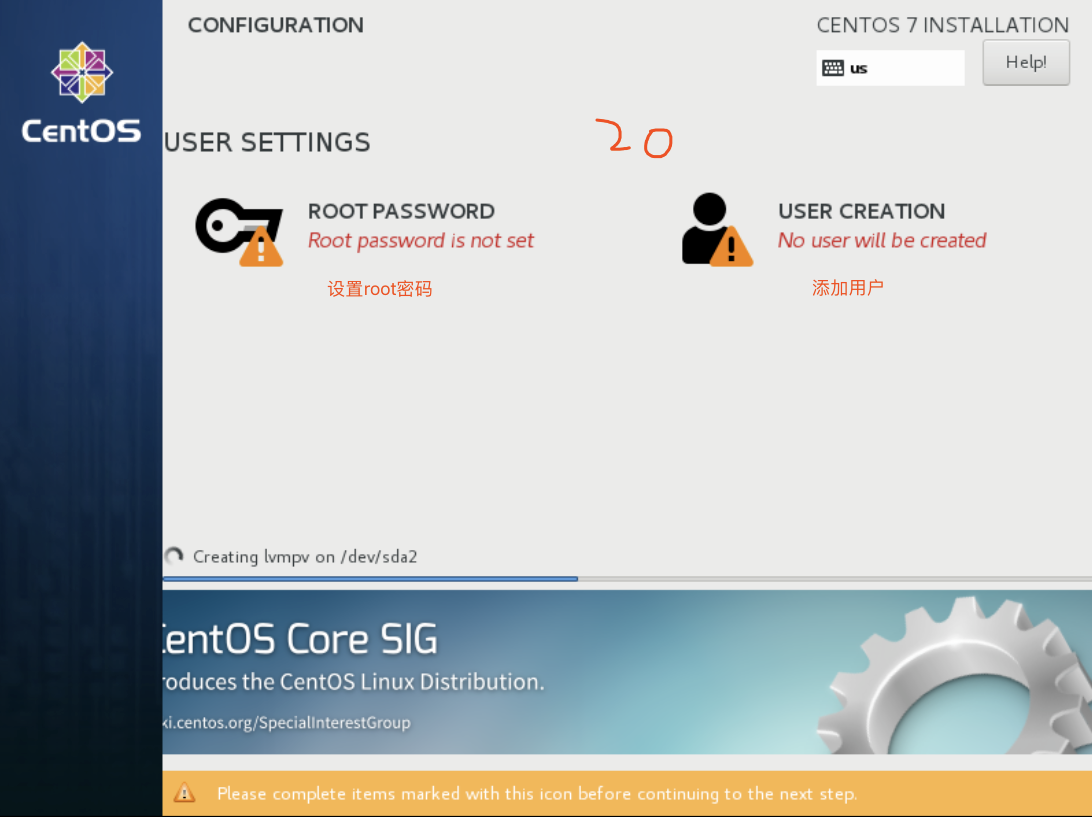 CONFIGURATION
CENTOS 7 INSTALLATION
us
Help!
CentOS
USER SETTINGS
20
ROOT PASSWORD
Root password is not set
设置root密码
USER CREATION
No user will be created
添加用户
Creating lvmpv on /dev/sda2
CentOS Core SIG
roduces the CentOS Linux Distribution.
ki.centos.org/SpecialInterestGroup
Please complete items marked with this icon before continuing to the next step.